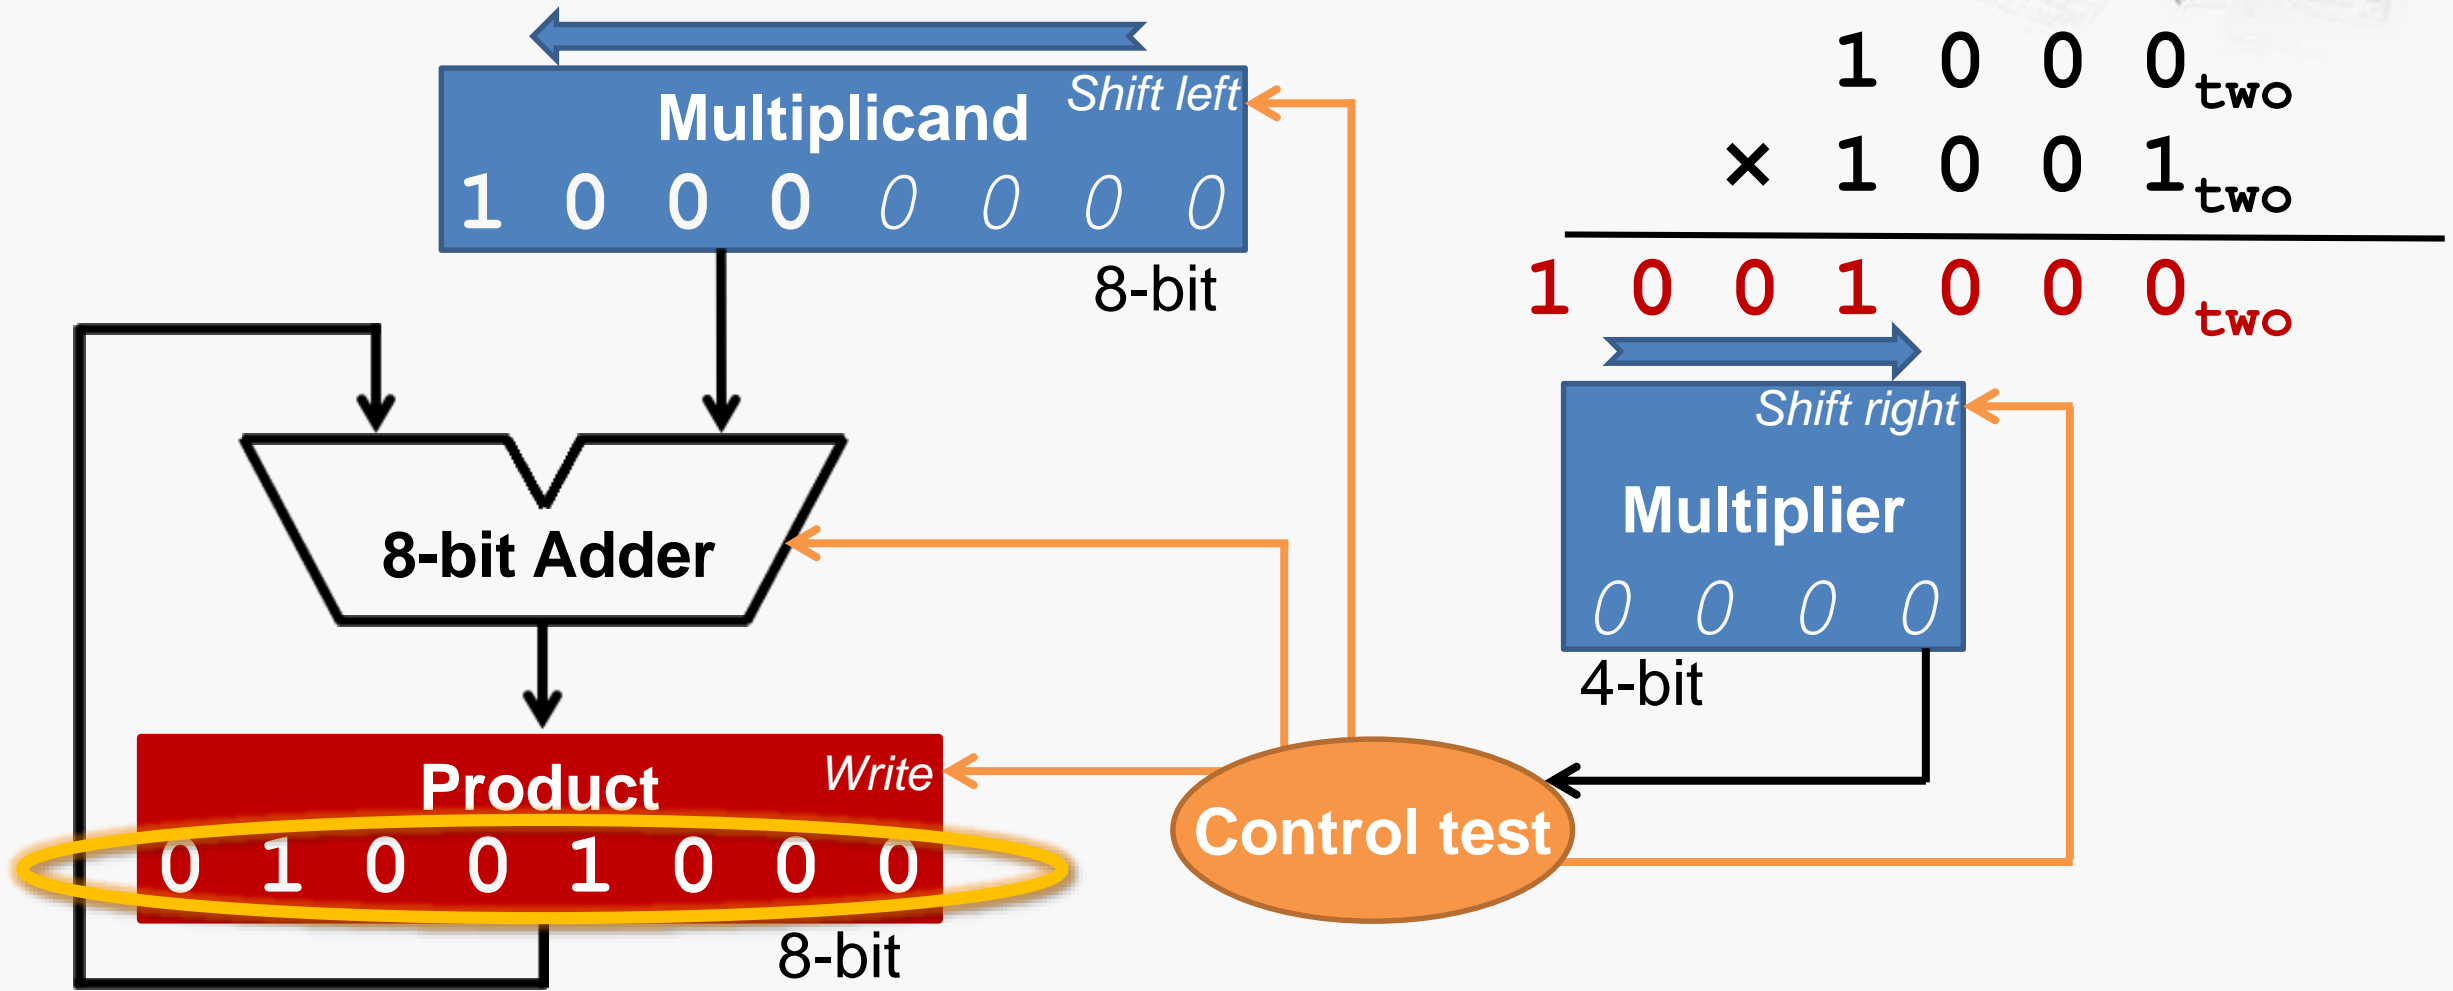 Shift left
Multiplicand
1 0 0 0 0 0 0 0
8-bit
1 0 0 0two
× 1 0 0 1two
1 0 0 1 0 0 0two
Shift right
Multiplier
0 0 0 0
4-bit
8-bit Adder
Write
Product
0 1 0 0 1 0 0 0
8-bit
Control test